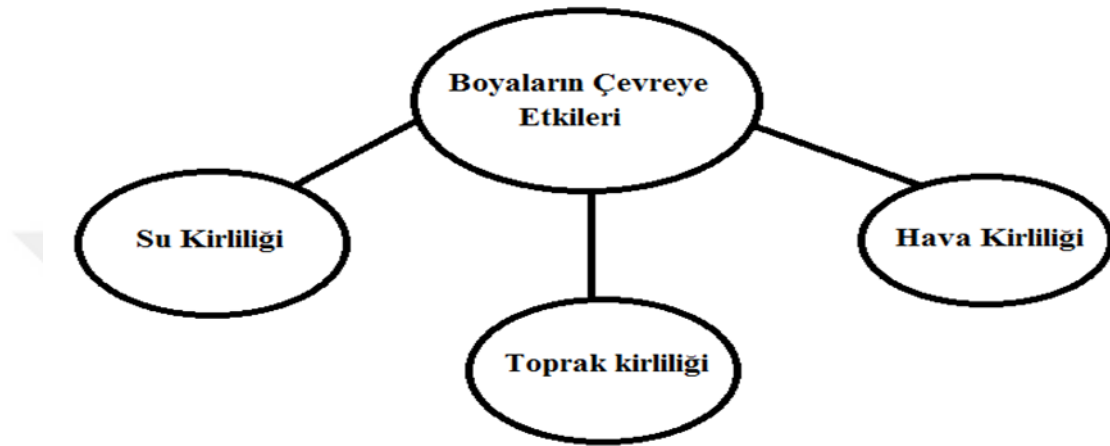 Boyaların Çevreye
Etkileri
Su Kirliliği
Hava Kirliliği
Toprak kirliliği